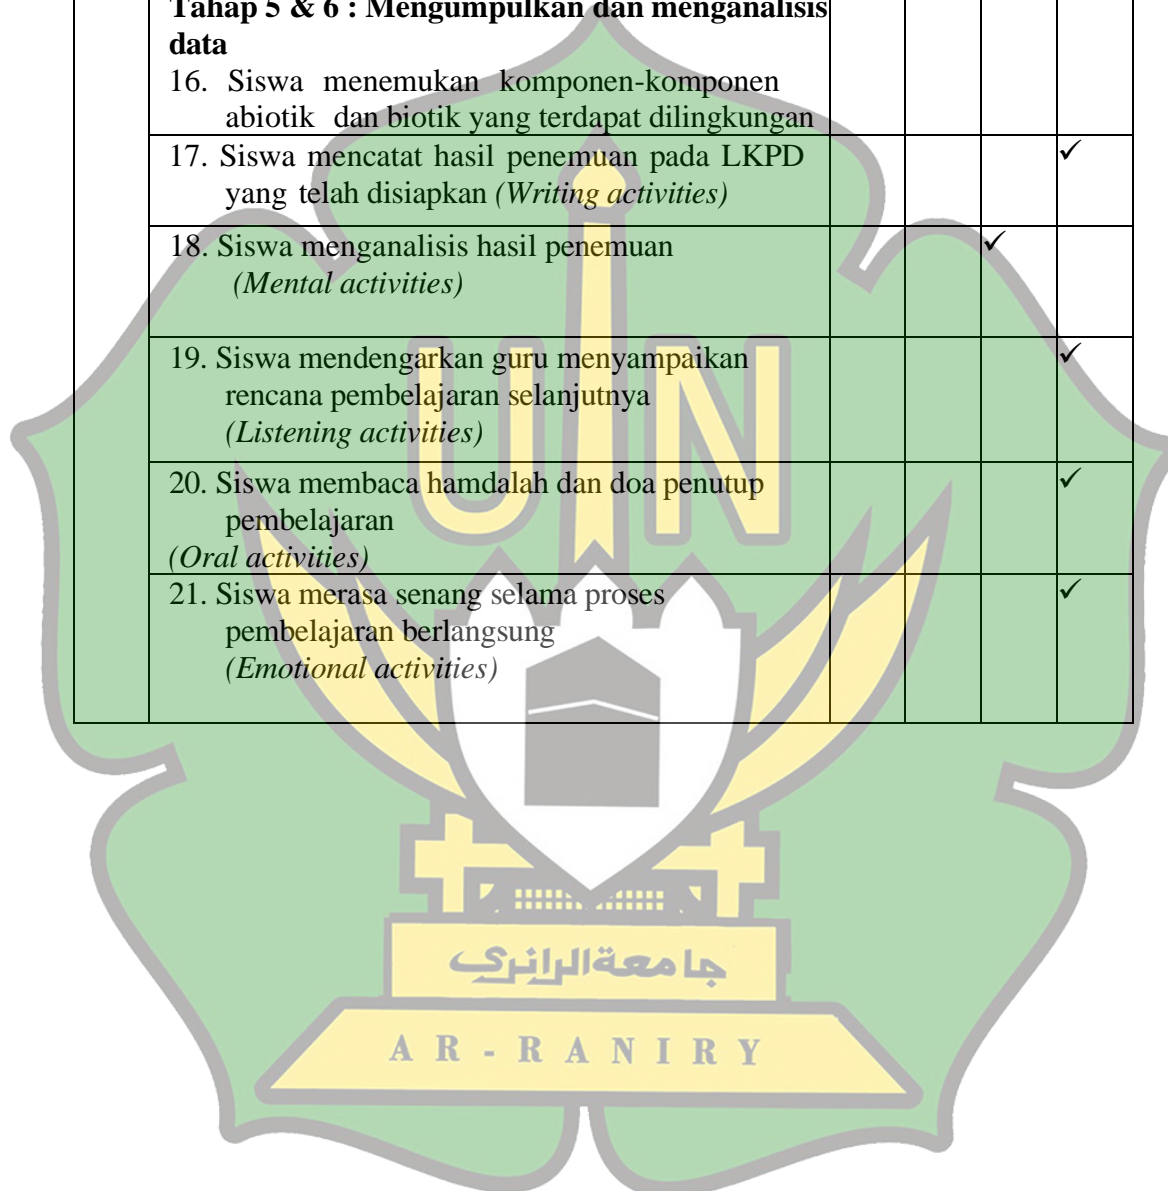 Tahap 5 & 6 : Mengumpulkan dan menganalisis
data
16. Siswa menemukan komponen-komponen
abiotik dan biotik yang terdapat dilingkungan
17. Siswa mencatat hasil penemuan pada LKPD ✓
yang telah disiapkan (Writing activities)
18. Siswa menganalisis hasil penemuan ✓
(Mental activities)
19. Siswa mendengarkan guru menyampaikan ✓
rencana pembelajaran selanjutnya
(Listening activities)
20. Siswa membaca hamdalah dan doa penutup ✓
pembelajaran
(Oral activities)
21. Siswa merasa senang selama proses ✓
pembelajaran berlangsung
(Emotional activities)
UIN
جامعة الرانري
AR-RANIRY